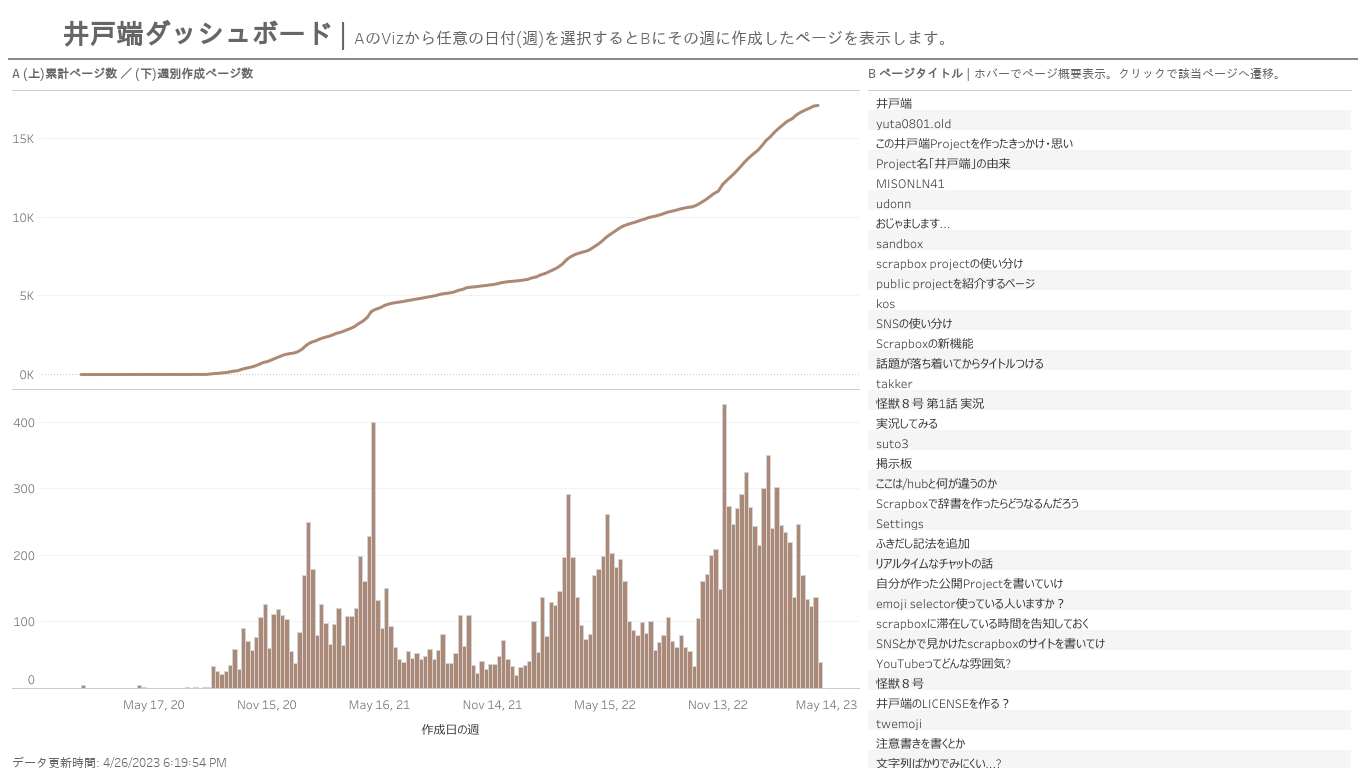 井戸端ダッシュボード | AのVizから任意の日付(週)を選択するとBにその週に作成したページを表示します。
A (上)累計ページ数 ／ (下)週別作成ページ数
15K
10K
5K
0K
400
300
200
100
0
May 17, 20
Nov 15, 20
May 16, 21
Nov 14, 21
May 15, 22
Nov 13, 22
May 14, 23
作成日の週
データ更新時間: 4/26/2023 6:19:54 PM
B ページタイトル | ホバーでページ概要表示。クリックで該当ページへ遷移。
井戸端
yuta0801.old
この井戸端Projectを作ったきっかけ・思い
Project名「井戸端」の由来
MISONLN41
udonn
おじゃまします…
sandbox
scrapbox projectの使い分け
public projectを紹介するページ
kos
SNSの使い分け
Scrapboxの新機能
話題が落ち着いてからタイトルつける
takker
怪獣８号 第1話 実況
実況してみる
suto3
掲示板
ここは/hubと何が違うのか
Scrapboxで辞書を作ったらどうなるんだろう
Settings
ふきだし記法を追加
リアルタイムなチャットの話
自分が作った公開Projectを書いていけ
emoji selector使っている人いますか？
scrapboxに滞在している時間を告知しておく
SNSとかで見かけたscrapboxのサイトを書いてけ
YouTubeってどんな雰囲気?
怪獣８号
井戸端のLICENSEを作る？
twemoji
注意書きを書くとか
文字列ばかりでみにくい…?